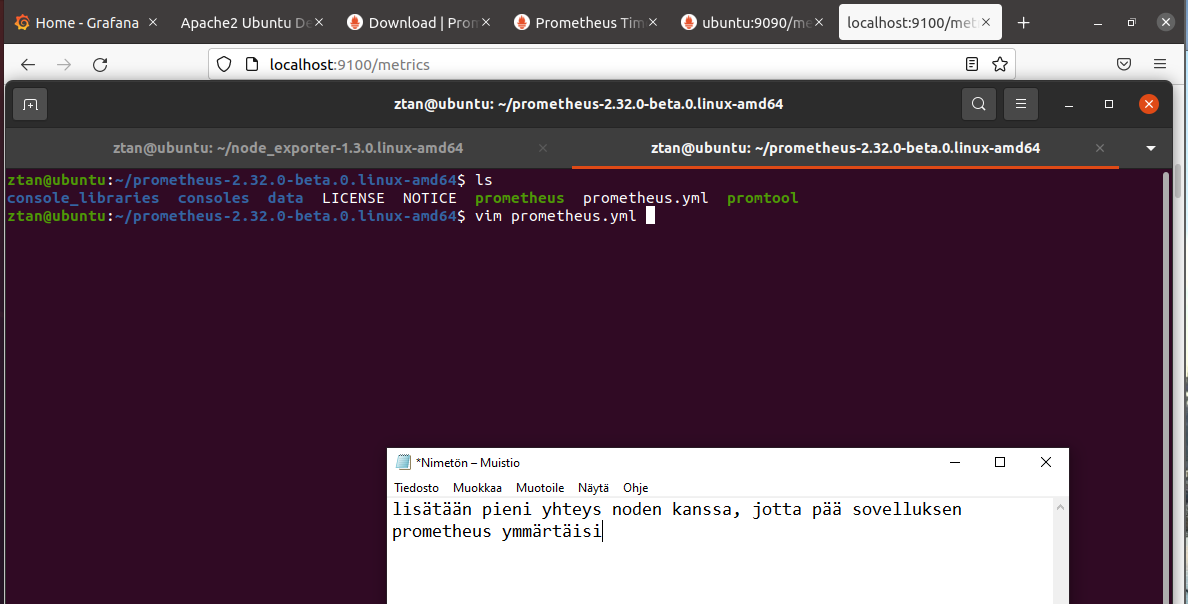 Home - Grafana
Apache2 Ubuntu De
Download | Pron
Prometheus Tim
ubuntu:9090/me
localhost:9100/met
localhost:9100/metrics
ztan@ubuntu: ~/prometheus-2.32.0-beta.0.linux-amd64
ztan@ubuntu: ~/node_exporter-1.3.0.linux-amd64
ztan@ubuntu: ~/prometheus-2.32.0-beta.0.linux-amd64
ztan@ubuntu:~/prometheus-2.32.0-beta.0.linux-amd64$ ls
console_libraries consoles data LICENSE NOTICE prometheus prometheus.yml promtool
ztan@ubuntu:~/prometheus-2.32.0-beta.0.linux-amd64$ vim prometheus.yml
*Nimetön – Muistio
Tiedosto Muokkaa Muotoile Näytä Ohje
lisätään pieni yhteys noden kanssa, jotta pää sovelluksen
prometheus ymmärtäisi